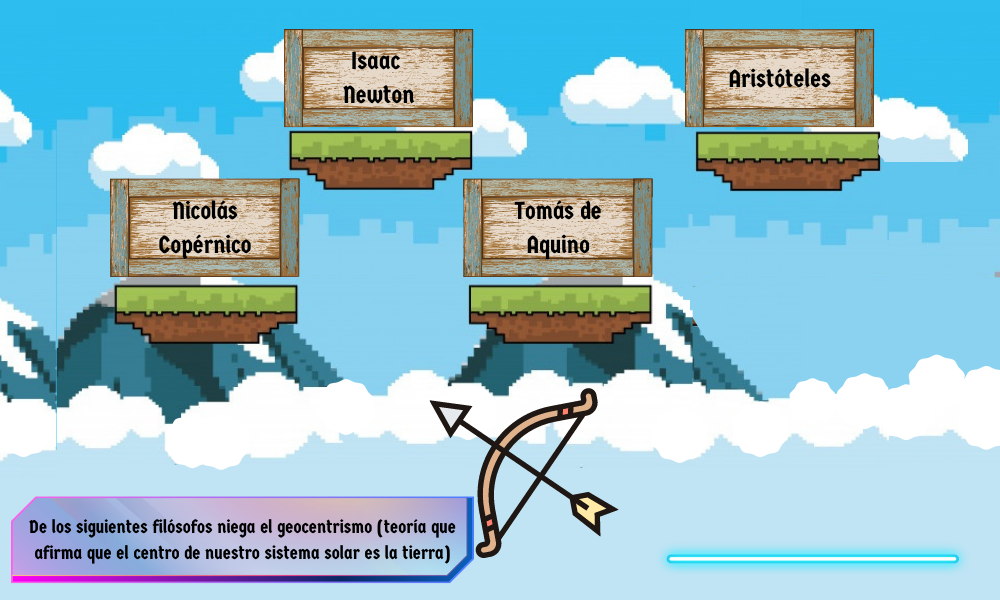 Isaac
Newton
Aristóteles
Nicolás
Copérnico
Tomás de
Aquino
De los siguientes filósofos niega el geocentrismo (teoría que
afirma que el centro de nuestro sistema solar es la tierra)